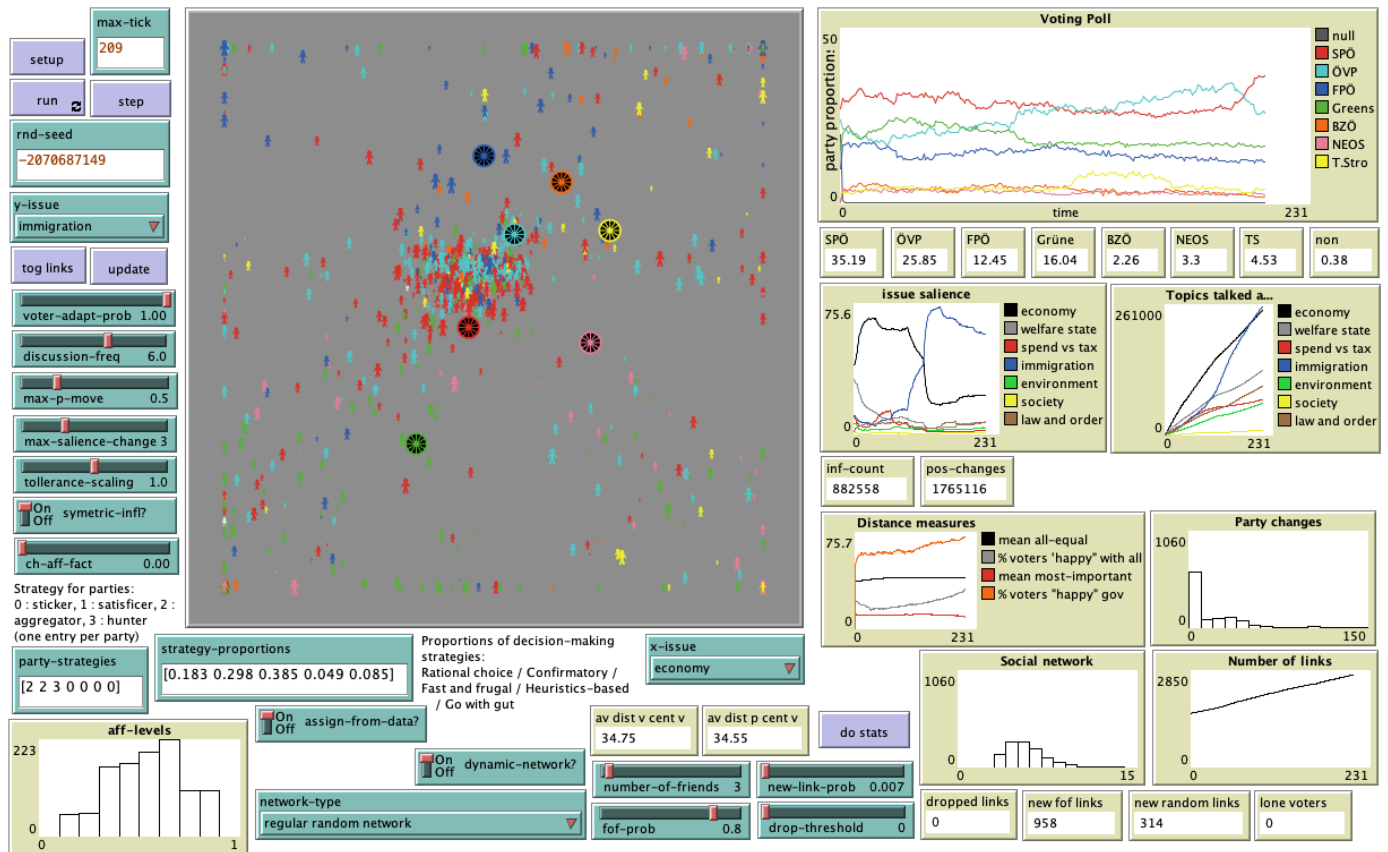 max-tick
209
setup
run
step
rnd-seed
-2070687149
y-issue
immigration
tog links
update
voter-adapt-prob 1.00
discussion-freq 6.0
max-p-move 0.5
max-salience-change 3
tollerance-scaling 1.0
On
Off
symetric-infl?
ch-aff-fact 0.00
Strategy for parties:
0 : sticker, 1 : satisficer, 2 :
aggregator, 3 : hunter
(one entry per party)
party-strategies
[2 2 3 0 0 0 0]
strategy-proportions
[0.183 0.298 0.385 0.049 0.085]
Proportions of decision-making
strategies:
Rational choice / Confirmatory /
Fast and frugal / Heuristics-based
/ Go with gut
x-issue
economy
aff-levels
223
0
0
1
On
Off
assign-from-data?
On
Off
dynamic-network?
network-type
regular random network
av dist v cent v
34.75
av dist p cent v
34.55
do stats
number-of-friends 3
new-link-prob 0.007
fof-prob 0.8
drop-threshold 0
Voting Poll
party proportions
50
0
0
time
231
null
SPÖ
ÖVP
FPÖ
Greens
BZÖ
NEOS
T.Stro
SPÖ
35.19
ÖVP
25.85
FPÖ
12.45
Grüne
16.04
BZÖ
2.26
NEOS
3.3
TS
4.53
non
0.38
issue salience
75.6
0
0
231
economy
welfare state
spend vs tax
immigration
environment
society
law and order
Topics talked a...
261000
0
0
231
economy
welfare state
spend vs tax
immigration
environment
society
law and order
inf-count
882558
pos-changes
1765116
Distance measures
75.7
0
0
231
mean all-equal
% voters "happy" with all
mean most-important
% voters "happy" gov
Party changes
1060
0
0
150
Social network
1060
0
0
15
Number of links
2850
0
0
231
dropped links
0
new fof links
958
new random links
314
lone voters
0